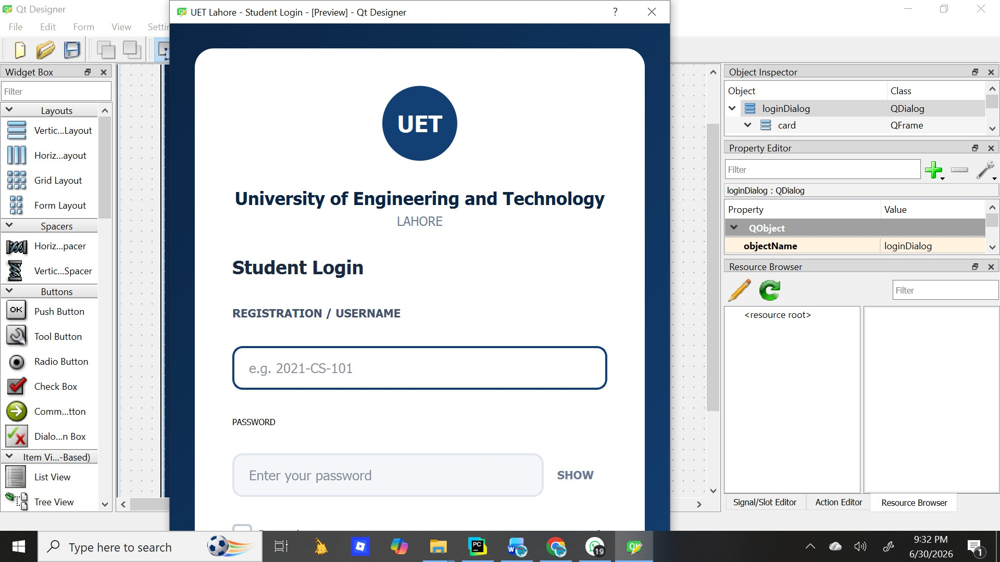 Qt Designer
File Edit Form View Settin
Widget Box
Filter
Layouts
Vertic...Layout
Horiz...ayout
Grid Layout
Form Layout
Spacers
Horiz...pacer
Vertic...Spacer
Buttons
OK
Push Button
Tool Button
Radio Button
Check Box
Comm...tton
Dialo...n Box
Item Vi...-Based)
List View
Tree View
UET Lahore - Student Login - [Preview] - Qt Designer
?
UET
University of Engineering and Technology
LAHORE
Student Login
REGISTRATION / USERNAME
e.g. 2021-CS-101
PASSWORD
Enter your password
SHOW
Object Inspector
Object Class
loginDialog QDialog
card QFrame
Property Editor
Filter
loginDialog : QDialog
Property Value
QObject
objectName loginDialog
Resource Browser
Filter
<resource root>
Signal/Slot Editor Action Editor Resource Browser
Type here to search
PC
W
19
Qt
9:32 PM
6/30/2026
1